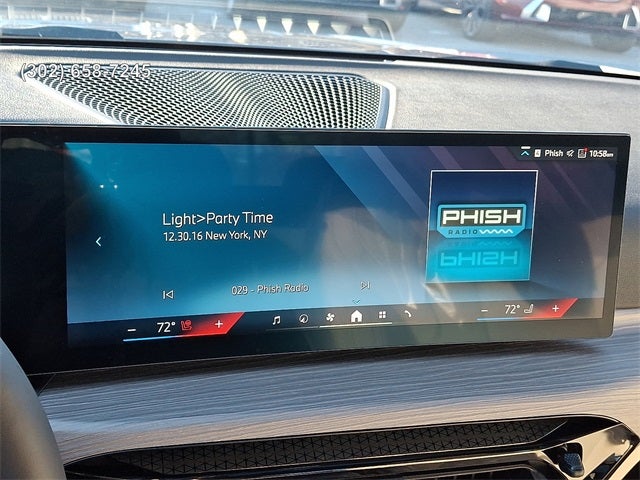 (302) 658-7245
Phish 10:58am
Light>Party Time
12.30.16 New York, NY
PHISH
RADIO
PHISH
029 - Phish Radio
72°
72°